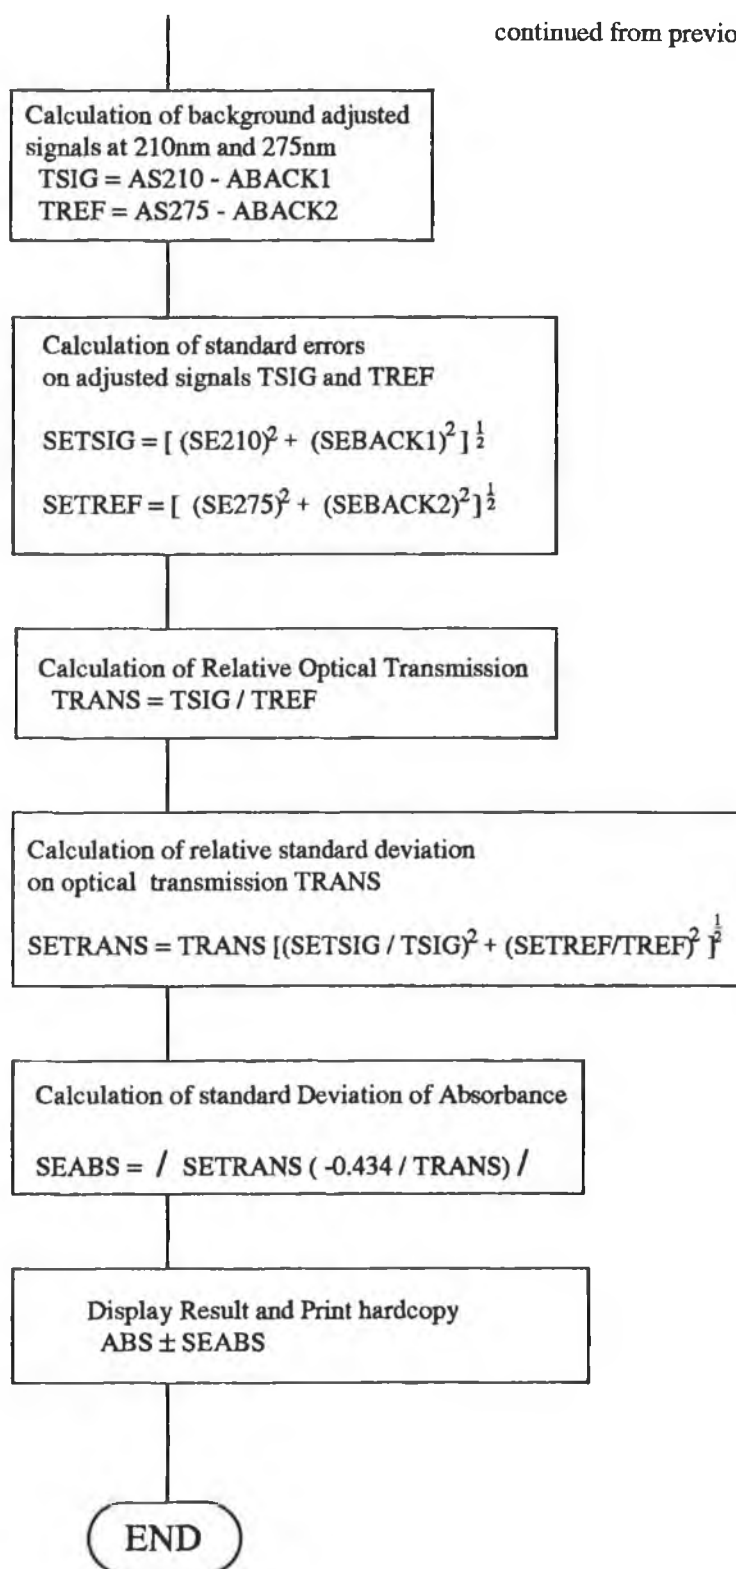 continued from previo
Calculation of background adjusted
signals at 210nm and 275nm
TSIG = AS210 - ABACK1
TREF = AS275 - ABACK2
Calculation of standard errors
on adjusted signals TSIG and TREF
SETSIG = [ (SE210)² + (SEBACK1)² ] ½
SETREF = [ (SE275)² + (SEBACK2)² ] ½
Calculation of Relative Optical Transmission
TRANS = TSIG / TREF
Calculation of relative standard deviation
on optical transmission TRANS
SETRANS = TRANS [(SETSIG / TSIG)² + (SETREF/TREF)² ] ½
Calculation of standard Deviation of Absorbance
SEABS = / SETRANS ( -0.434 / TRANS) /
Display Result and Print hardcopy
ABS ± SEABS
END